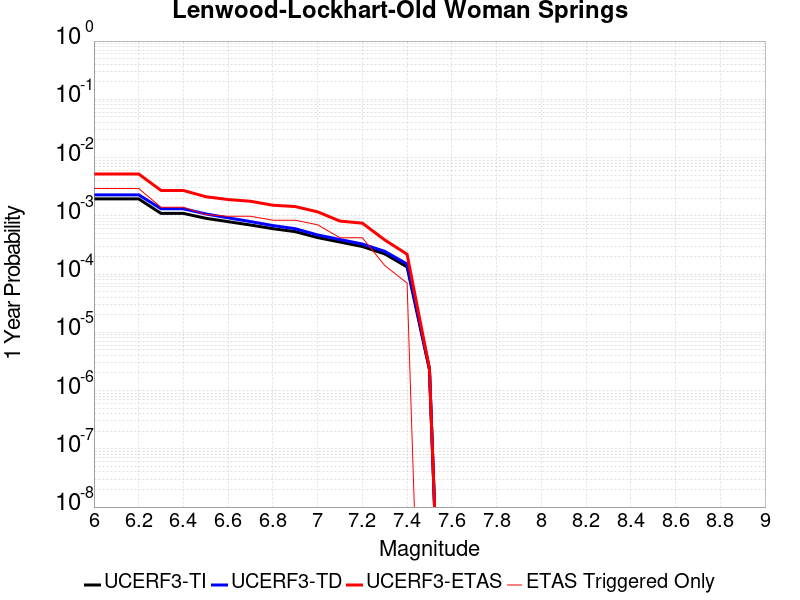 Lenwood-Lockhart-Old Woman Springs
10^0
10^-1
10^-2
10^-3
10^-4
10^-5
10^-6
10^-7
10^-8
1 Year Probability
6 6.2 6.4 6.6 6.8 7 7.2 7.4 7.6 7.8 8 8.2 8.4 8.6 8.8 9
Magnitude
UCERF3-TI UCERF3-TD UCERF3-ETAS ETAS Triggered Only